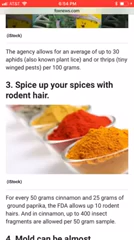 9:54 PM
foxnews.com
(iStock)
The agency allows for an average of up to 30
aphids (also known plant lice) and or thrips (tiny
winged pests) per 100 grams.
3. Spice up your spices with
rodent hair.
(iStock)
For every 50 grams cinnamon and 25 grams of
ground paprika, the FDA allows up 10 rodent
hairs. And in cinnamon, up to 400 insect
fragments are allowed per 50 gram sample.
4. Mold can be almost